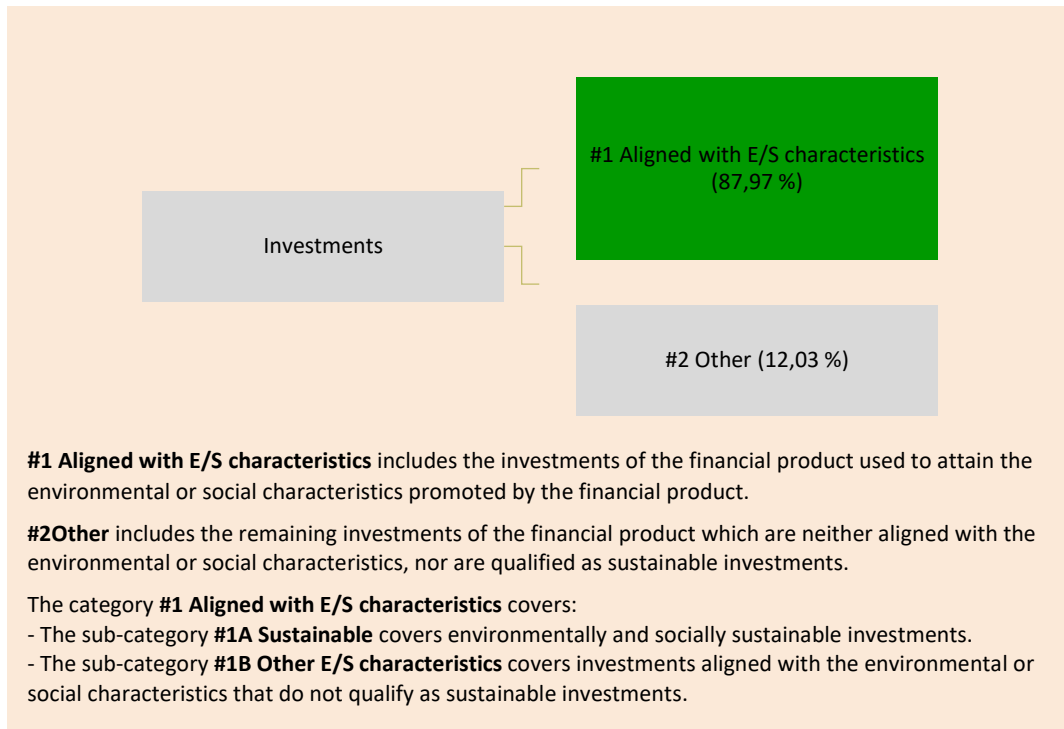 #1 Aligned with E/S characteristics
(87,97 %)
Investments
#2 Other (12,03 %)
#1 Aligned with E/S characteristics includes the investments of the financial product used to attain the
environmental or social characteristics promoted by the financial product.
#2Other includes the remaining investments of the financial product which are neither aligned with the
environmental or social characteristics, nor are qualified as sustainable investments.
The category #1 Aligned with E/S characteristics covers:
- The sub-category #1A Sustainable covers environmentally and socially sustainable investments.
- The sub-category #1B Other E/S characteristics covers investments aligned with the environmental or
social characteristics that do not qualify as sustainable investments.